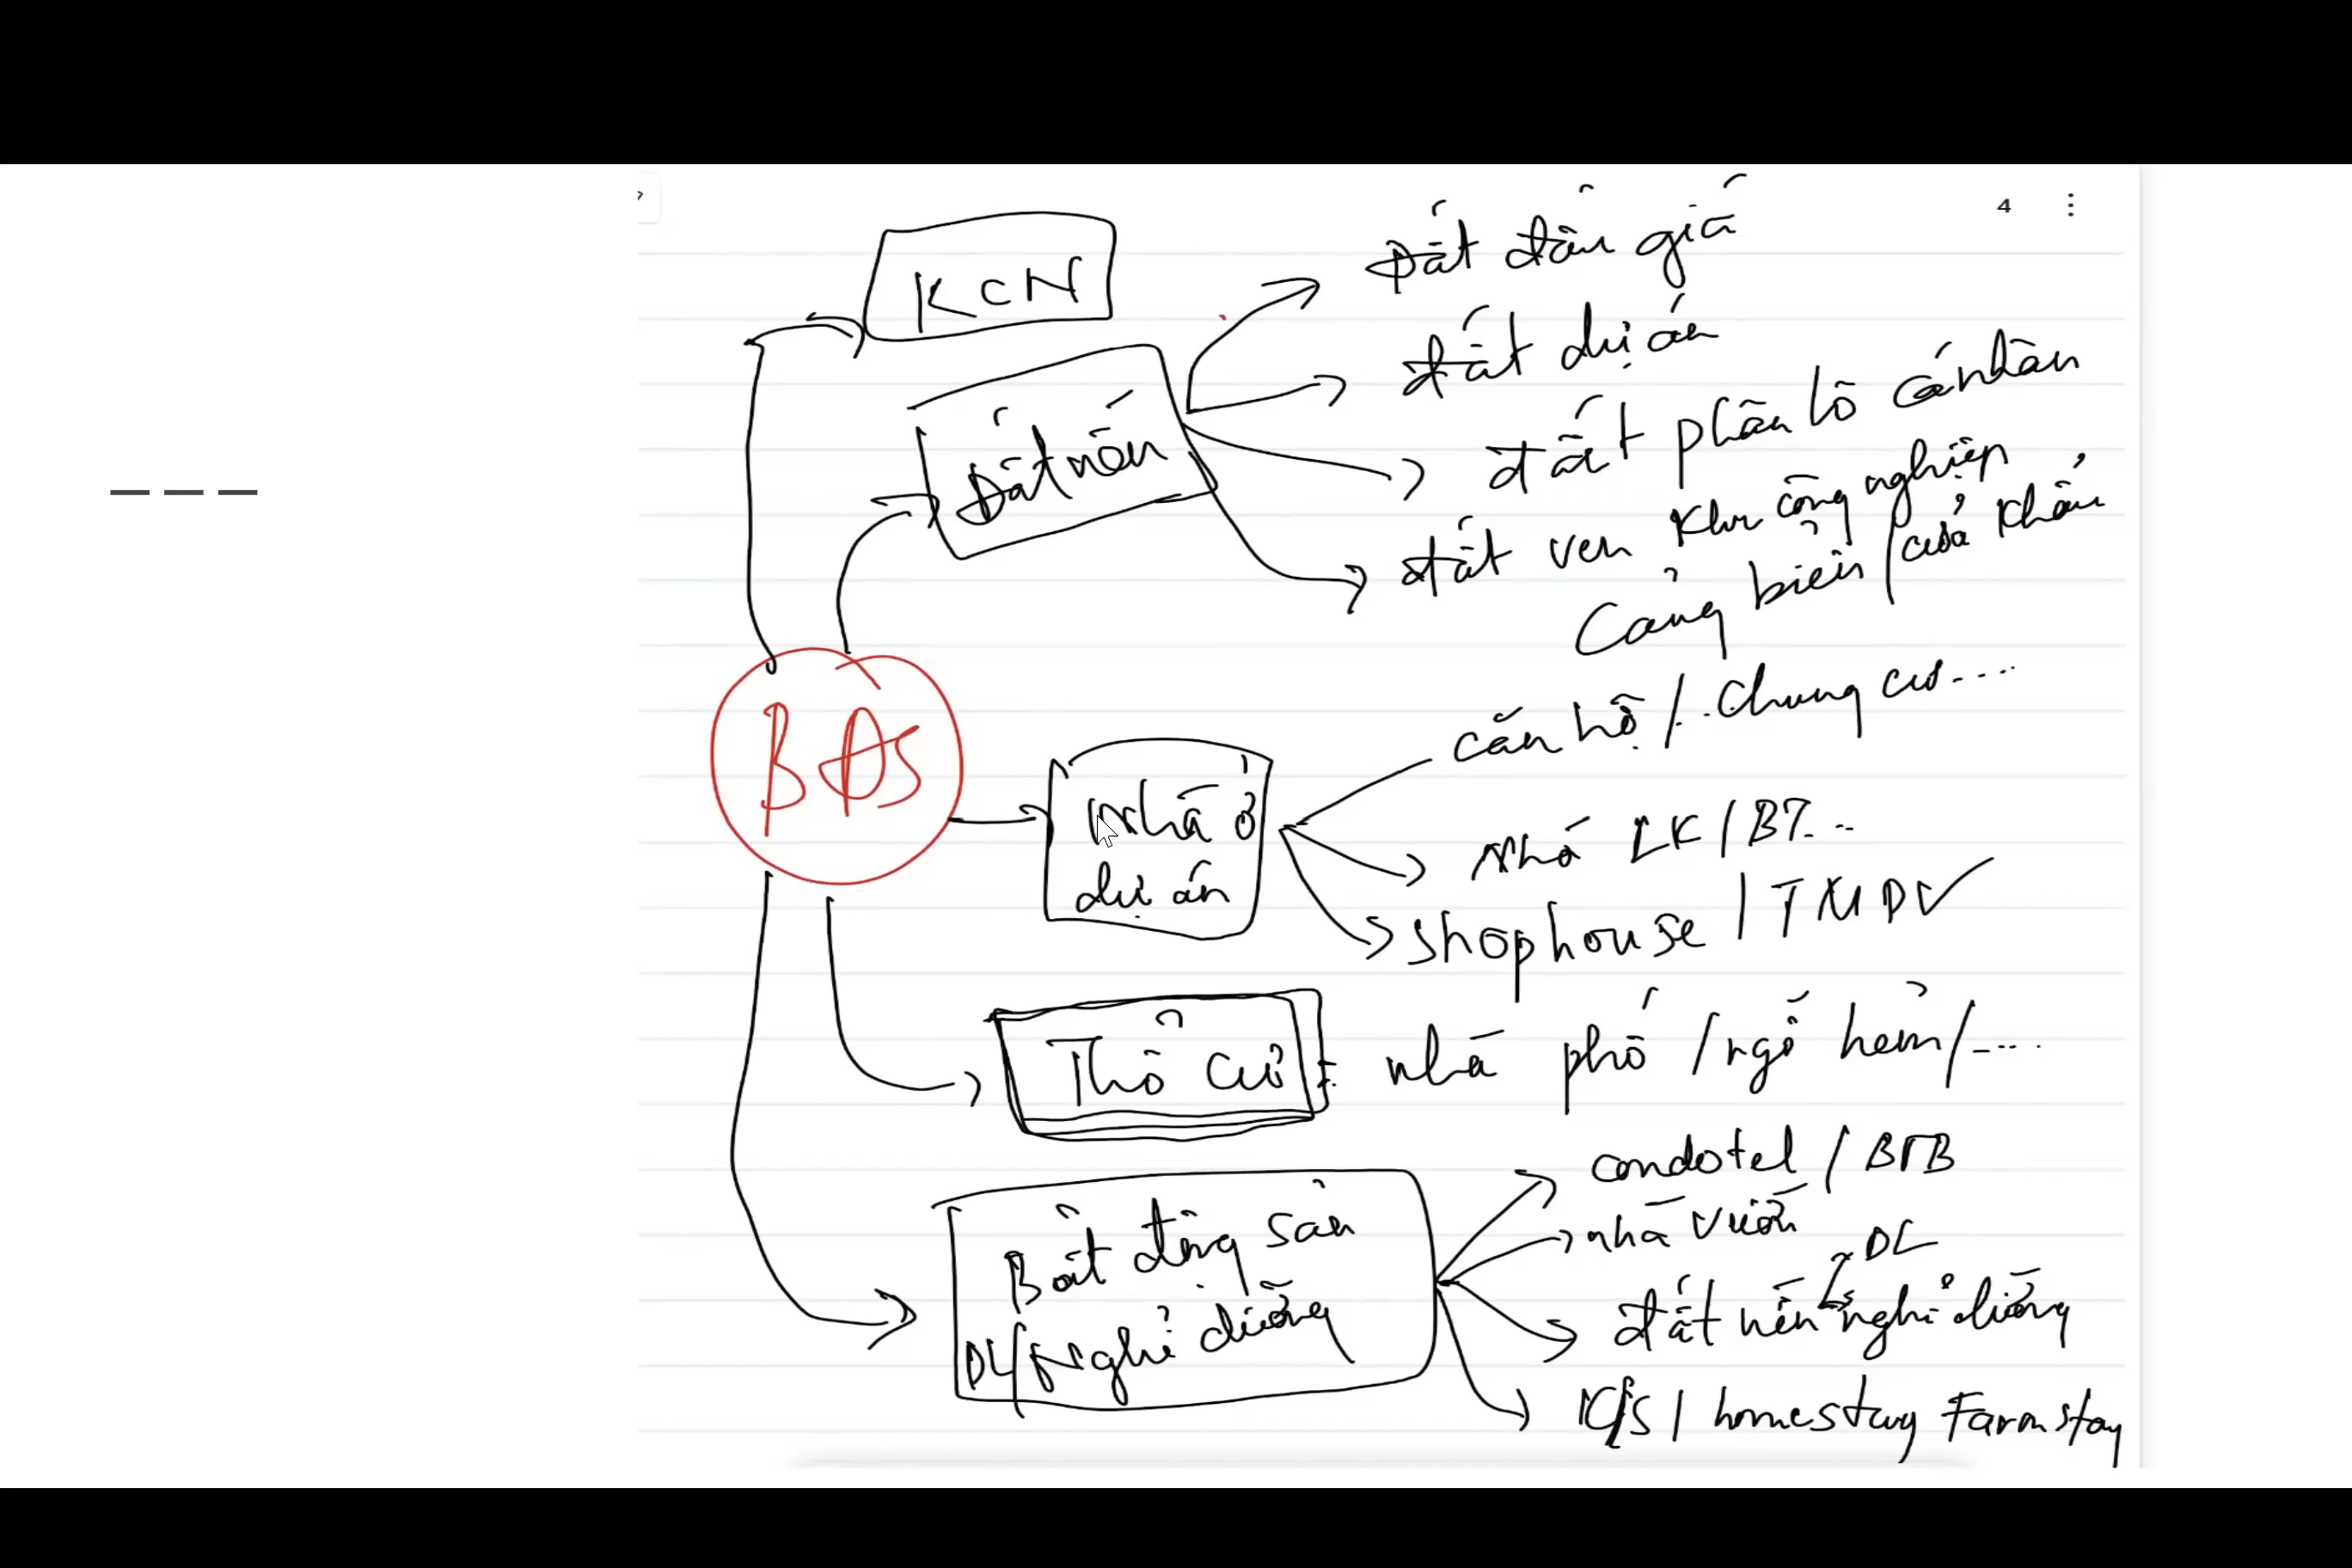 4
KCN
Đất nền
Đất đấu giá
đất dự án
đất phân lô cá nhân
đất ven khu công nghiệp
Cảng biển / cửa khẩu
BĐS
Nhà ở
dự án
căn hộ / chung cư....
nhà LK / BT...
shophouse / TMDV
Thổ cư : nhà phố / ngõ hẻm / ....
Bất động sản
DL/Nghỉ dưỡng
condotel / BTB
nhà vườn
DL
đất nền nghỉ dưỡng
K/S / homestay Farmstay